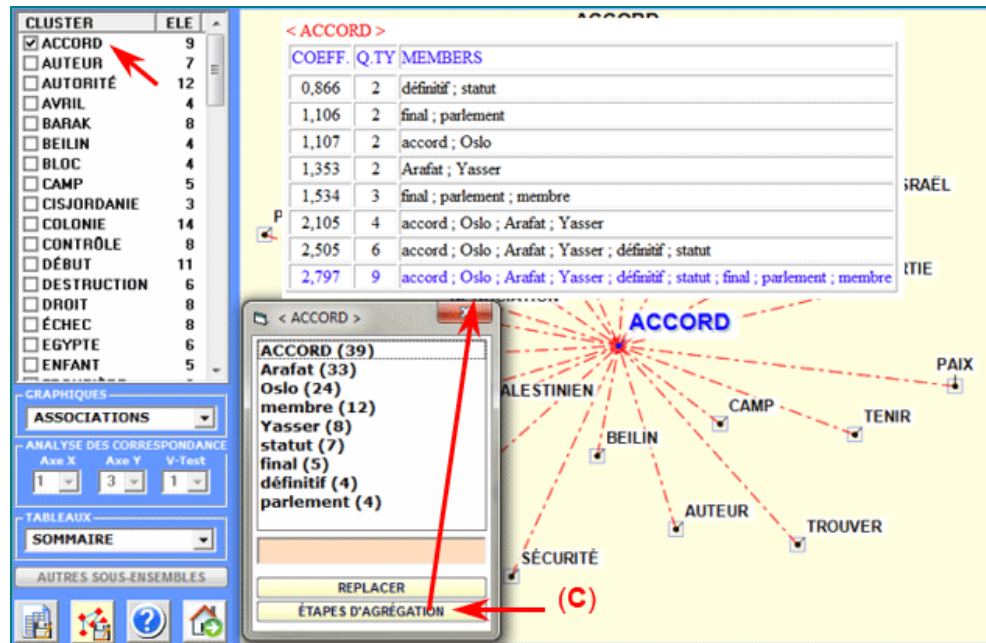 CLUSTER ELE
ACCORD 9
AUTEUR 7
AUTORITÉ 12
AVRIL 4
BARAK 8
BEILIN 4
BLOC 4
CAMP 5
CISJORDANIE 3
COLONIE 14
CONTRÔLE 8
DÉBUT 11
DESTRUCTION 6
DROIT 8
ÉCHEC 8
EGYPTE 6
ENFANT 5
GRAPHIQUES
ASSOCIATIONS
ANALYSE DES CORRESPONDANCE
Axe X Axe Y V-Test
1 3 1
TABLEAUX
SOMMAIRE
AUTRES SOUS-ENSEMBLES
ACCORD
< ACCORD >
COEFF. Q.TY MEMBERS
0,866 2 définitif ; statut
1,106 2 final ; parlement
1,107 2 accord ; Oslo
1,353 2 Arafat ; Yasser
1,534 3 final ; parlement ; membre
2,105 4 accord ; Oslo ; Arafat ; Yasser
2,505 6 accord ; Oslo ; Arafat ; Yasser ; définitif ; statut
2,797 9 accord ; Oslo ; Arafat ; Yasser ; définitif ; statut ; final ; parlement ; membre
P
SRAËL
RTIE
< ACCORD >
ACCORD (39)
Arafat (33)
Oslo (24)
membre (12)
Yasser (8)
statut (7)
final (5)
définitif (4)
parlement (4)
REPLACER
ÉTAPES D'AGRÉGATION
(C)
ACCORD
PAIX
ALESTINIEN
CAMP
TENIR
BEILIN
AUTEUR
TROUVER
SÉCURITÉ